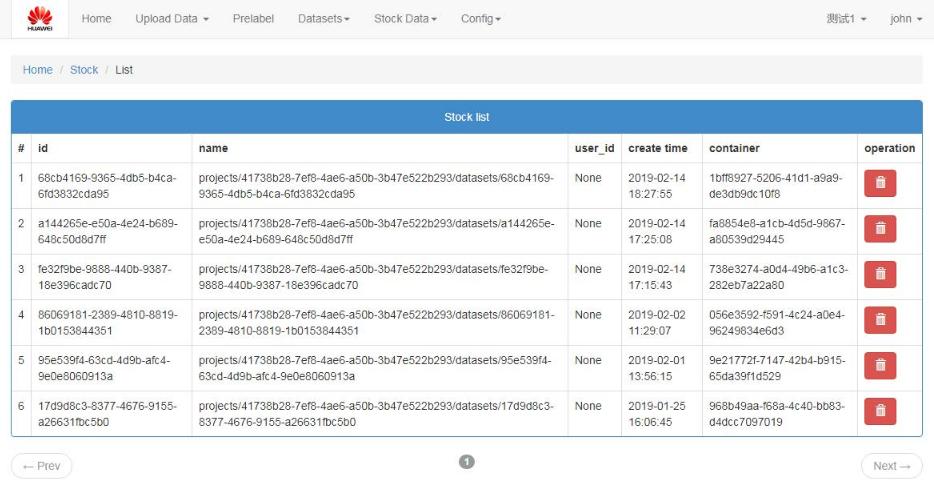 HUAWEI Home Upload Data Prelabel Datasets Stock Data Config 测试1 john
Home / Stock / List
Stock list
# id name user_id create time container operation
1 68cb4169-9365-4db5-b4ca- projects/41738b28-7ef8-4ae6-a50b-3b47e522b293/datasets/68cb4169- None 2019-02-14 1bff8927-5206-41d1-a9a9-
6fd3832cda95 9365-4db5-b4ca-6fd3832cda95 18:27:55 de3db9dc10f8
2 a144265e-e50a-4e24-b689- projects/41738b28-7ef8-4ae6-a50b-3b47e522b293/datasets/a144265e- None 2019-02-14 fa8854e8-a1cb-4d5d-9867-
648c50d8d7ff e50a-4e24-b689-648c50d8d7ff 17:25:08 a80539d29445
3 fe32f9be-9888-440b-9387- projects/41738b28-7ef8-4ae6-a50b-3b47e522b293/datasets/fe32f9be- None 2019-02-14 738e3274-a0d4-49b6-a1c3-
18e396cadc70 9888-440b-9387-18e396cadc70 17:15:43 282eb7a22a80
4 86069181-2389-4810-8819- projects/41738b28-7ef8-4ae6-a50b-3b47e522b293/datasets/86069181- None 2019-02-02 056e3592-f591-4c24-a0e4-
1b0153844351 2389-4810-8819-1b0153844351 11:29:07 96249834e6d3
5 95e539f4-63cd-4d9b-afc4- projects/41738b28-7ef8-4ae6-a50b-3b47e522b293/datasets/95e539f4- None 2019-02-01 9e21772f-7147-42b4-b915-
9e0e8060913a 63cd-4d9b-afc4-9e0e8060913a 13:56:15 65da39f1d529
6 17d9d8c3-8377-4676-9155- projects/41738b28-7ef8-4ae6-a50b-3b47e522b293/datasets/17d9d8c3- None 2019-01-25 968b49aa-f68a-4c40-bb83-
a26631fbc5b0 8377-4676-9155-a26631fbc5b0 16:06:45 d4dcc7097019
← Prev 1 Next →